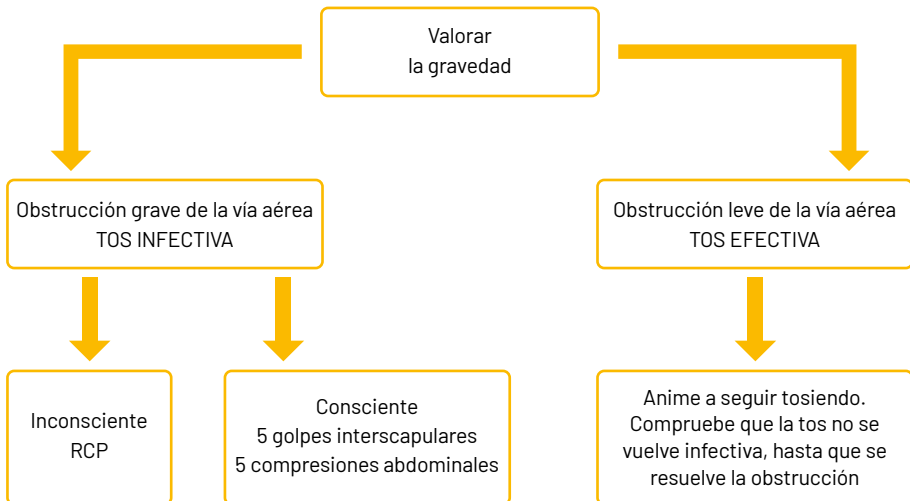 Valorar
la gravedad
Obstrucción grave de la vía aérea
TOS INFECTIVA
Obstrucción leve de la vía aérea
TOS EFECTIVA
Inconsciente
RCP
Consciente
5 golpes interscapulares
5 compresiones abdominales
Anime a seguir tosiendo.
Compruebe que la tos no se
vuelve infectiva, hasta que se
resuelve la obstrucción